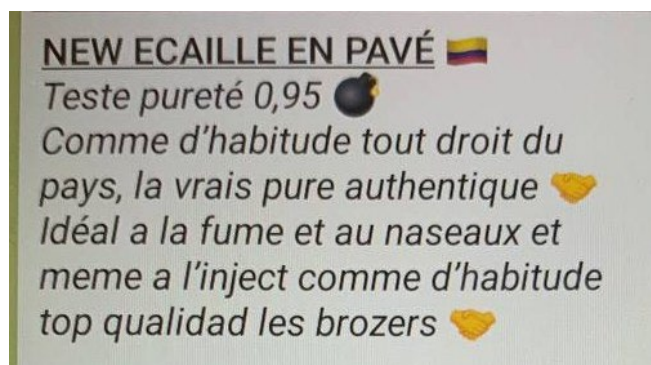 NEW ECAILLE EN PAVÉ 🇨🇴
Teste pureté 0,95 💣
Comme d'habitude tout droit du
pays, la vrais pure authentique 🤝
Idéal a la fume et au naseaux et
meme a l'inject comme d'habitude
top qualidad les brozers 🤝